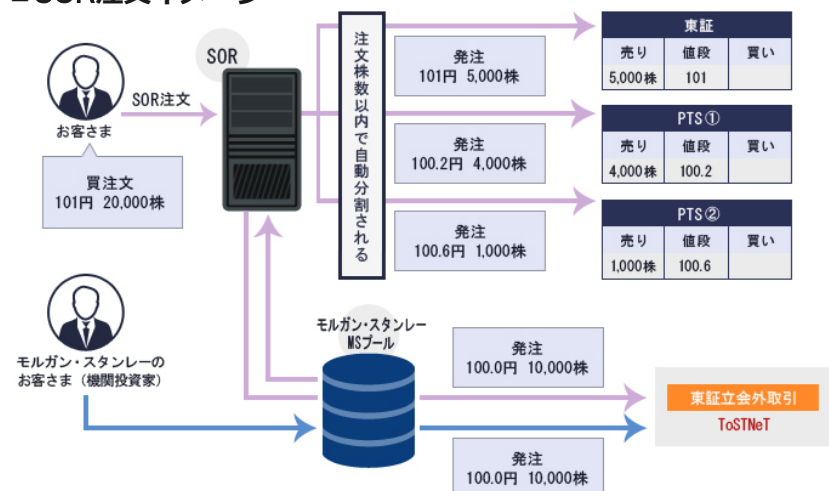 SOR
SOR注文
お客さま
買注文
101円 20,000株
注文株数以内で自動分割される
発注
101円 5,000株
発注
100.2円 4,000株
発注
100.6円 1,000株
東証
売り 値段 買い
5,000株 101
PTS①
売り 値段 買い
4,000株 100.2
PTS②
売り 値段 買い
1,000株 100.6
モルガン・スタンレーの
お客さま（機関投資家）
モルガン・スタンレー
MSプール
発注
100.0円 10,000株
発注
100.0円 10,000株
東証立会外取引
ToSTNeT